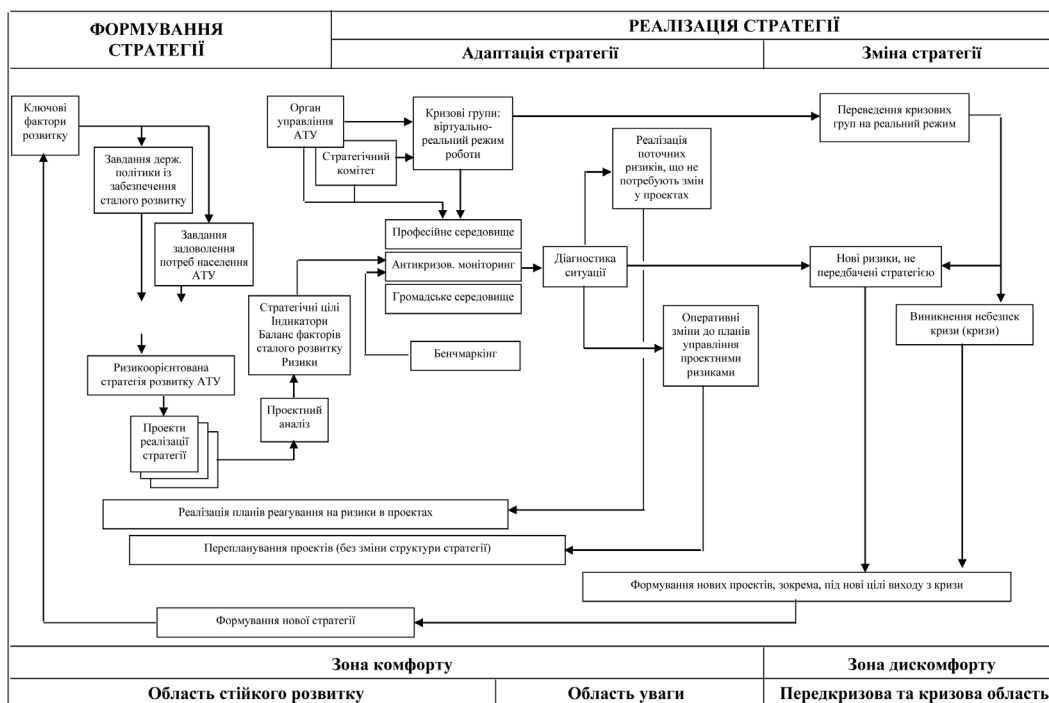 ФОРМУВАННЯ
СТРАТЕГІЇ
РЕАЛІЗАЦІЯ СТРАТЕГІЇ
Адаптація стратегії
Зміна стратегії
Ключові
фактори
розвитку
Завдання держ.
політики із
забезпечення
сталого розвитку
Завдання
задоволення
потреб населення
АТУ
Ризикоорієнтована
стратегія розвитку АТУ
Проекти
реалізації
стратегії
Орган
управління
АТУ
Стратегічний
комітет
Кризові групи:
віртуально-
реальний режим
роботи
Професійне середовище
Антикризов. моніторинг
Громадське середовище
Бенчмаркінг
Стратегічні цілі
Індикатори
Баланс факторів
сталого розвитку
Ризики
Проектний
аналіз
Діагностика
ситуації
Реалізація
поточних
ризиків, що не
потребують змін
у проектах
Оперативні
зміни до планів
управління
проектними
ризиками
Переведення кризових
груп на реальний режим
Нові ризики, не
передбачені стратегією
Виникнення небезпек
кризи (кризи)
Реалізація планів реагування на ризики в проектах
Перепланування проектів (без зміни структури стратегії)
Формування нових проектів, зокрема, під нові цілі виходу з кризи
Формування нової стратегії
Зона комфорту
Зона дискомфорту
Область стійкого розвитку
Область уваги
Передкризова та кризова область